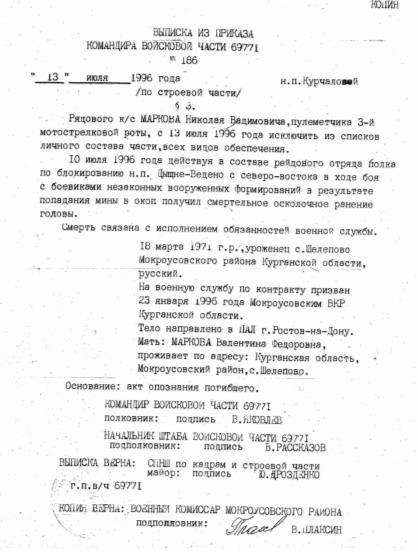 КОПИЯ
ВЫПИСКА ИЗ ПРИКАЗА
КОМАНДИРА ВОЙСКОВОЙ ЧАСТИ 69771
№ 186
"13" июля 1996 года н.п.Курчалой
/по строевой части/
§ 3.
Рядового к/с МАРКОВА Николая Вадимовича,пулеметчика 3-й
мотострелковой роты, с 13 июля 1996 года исключить из списков
личного состава части,всех видов обеспечения.
10 июля 1996 года действуя в составе рейдового отряда полка
по блокированию н.п. Дышне-Ведено с северо-востока в ходе боя
с боевиками незаконных вооруженных формирований в результате
попадания мины в окоп получил смертельное осколочное ранение
головы.
Смерть связана с исполнением обязанностей военной службы.
18 марта 1971 г.р.,уроженец с.Шелепово
Мокроусовского района Курганской области,
русский.
На военную службу по контракту призван
23 января 1996 года Мокроусовским ВКР
Курганской области.
Тело направлено в ПАЛ г.Ростов-на-Дону.
Мать: МАРКОВА Валентина Федоровна,
проживает по адресу: Курганская область,
Мокроусовский район,с.Шелепово.
Основание: акт опознания погибшего.
КОМАНДИР ВОЙСКОВОЙ ЧАСТИ 69771
полковник: подпись В.ЯКОВЛЕВ
НАЧАЛЬНИК ШТАБА ВОЙСКОВОЙ ЧАСТИ 69771
подполковник: подпись В.РАССКАЗОВ
ВЫПИСКА ВЕРНА: СПНШ по кадрам и строевой части
майор: подпись Ю.ДРОЗДЕНКО
г.п.в/ч 69771
КОПИЯ ВЕРНА: ВОЕННЫЙ КОМИССАР МОКРОУСОВСКОГО РАЙОНА
подполковник: В.ПЛАКСИН